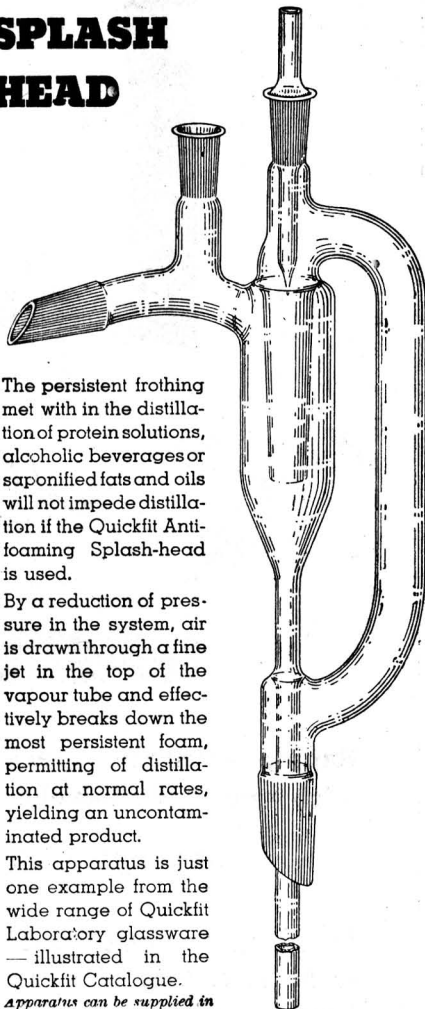 SPLASH
HEAD
The persistent frothing
met with in the distilla-
tion of protein solutions,
alcoholic beverages or
saponified fats and oils
will not impede distilla-
tion if the Quickfit Anti-
foaming Splash-head
is used.
By a reduction of pres-
sure in the system, air
is drawn through a fine
jet in the top of the
vapour tube and effec-
tively breaks down the
most persistent foam,
permitting of distilla-
tion at normal rates,
yielding an uncontam-
inated product.
This apparatus is just
one example from the
wide range of Quickfit
Laboratory glassware
— illustrated in the
Quickfit Catalogue.
Apparatus can be supplied in